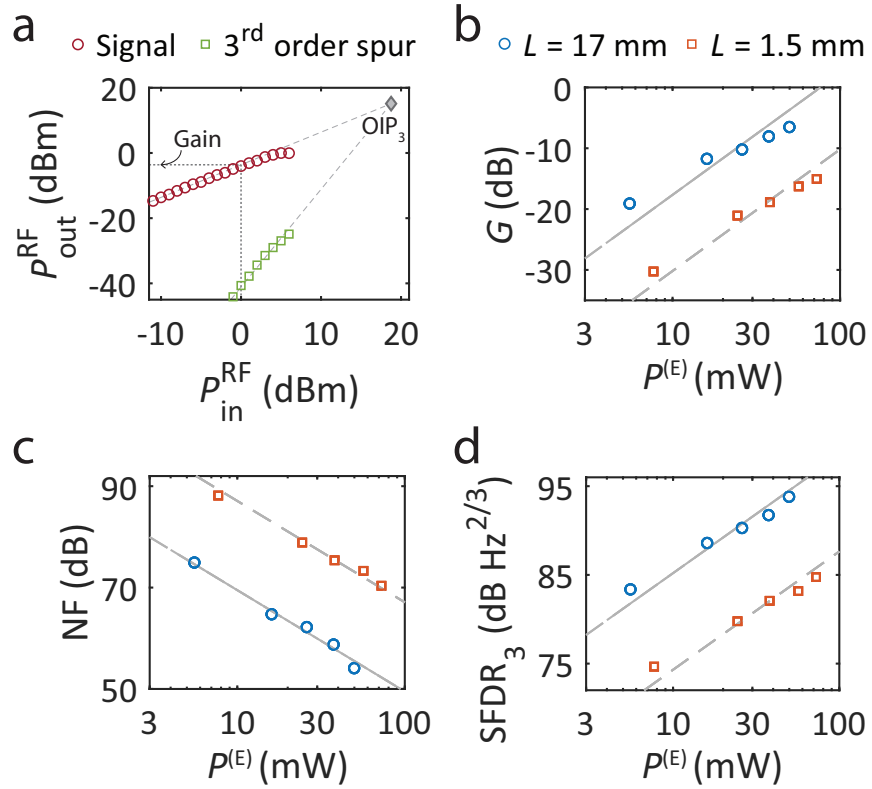 a
Signal 3rd order spur
20
0
-20
-40
-10 0 10 20
Gain
OIP3
P RF out (dBm)
P RF in (dBm)
b
L = 17 mm L = 1.5 mm
0
-10
-20
-30
3 10 30 100
G (dB)
P(E) (mW)
c
90
70
50
3 10 30 100
NF (dB)
P(E) (mW)
d
95
85
75
3 10 30 100
SFDR3 (dB Hz2/3)
P(E) (mW)